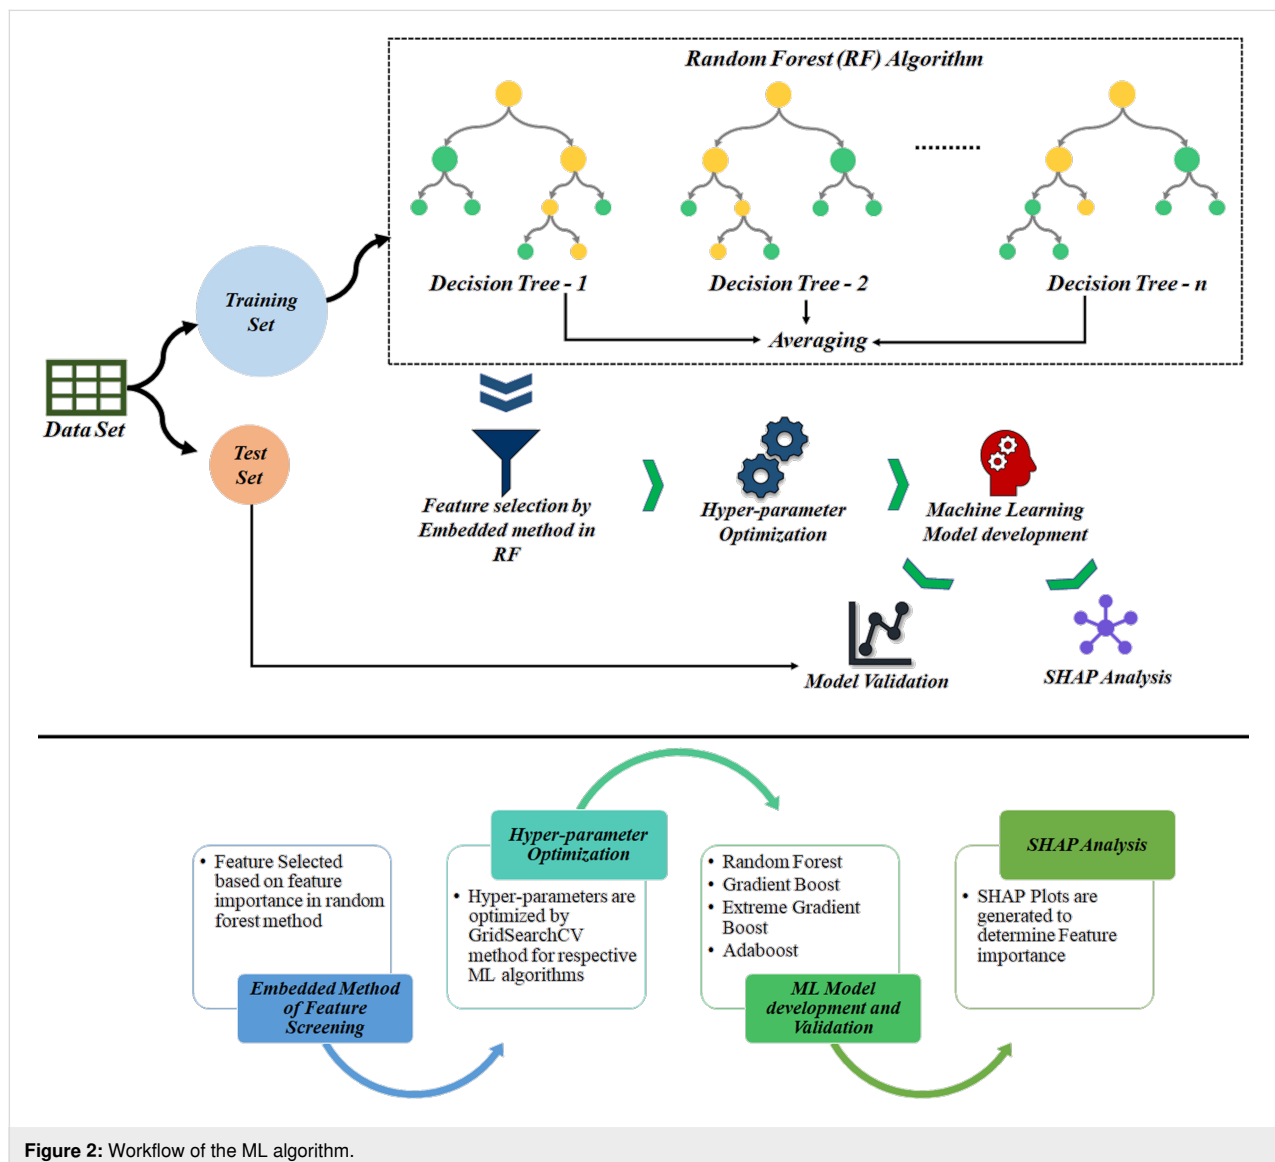 Random Forest (RF) Algorithm
Decision Tree - 1
Decision Tree - 2
Decision Tree - n
Averaging
Training
Set
Data Set
Test
Set
Feature selection by
Embedded method in
RF
Hyper-parameter
Optimization
Machine Learning
Model development
Model Validation
SHAP Analysis
• Feature Selected
based on feature
importance in random
forest method
Embedded Method
of Feature
Screening
Hyper-parameter
Optimization
• Hyper-parameters are
optimized by
GridSearchCV
method for respective
ML algorithms
• Random Forest
• Gradient Boost
• Extreme Gradient
Boost
• Adaboost
ML Model
development and
Validation
SHAP Analysis
• SHAP Plots are
generated to
determine Feature
importance
Figure 2: Workflow of the ML algorithm.